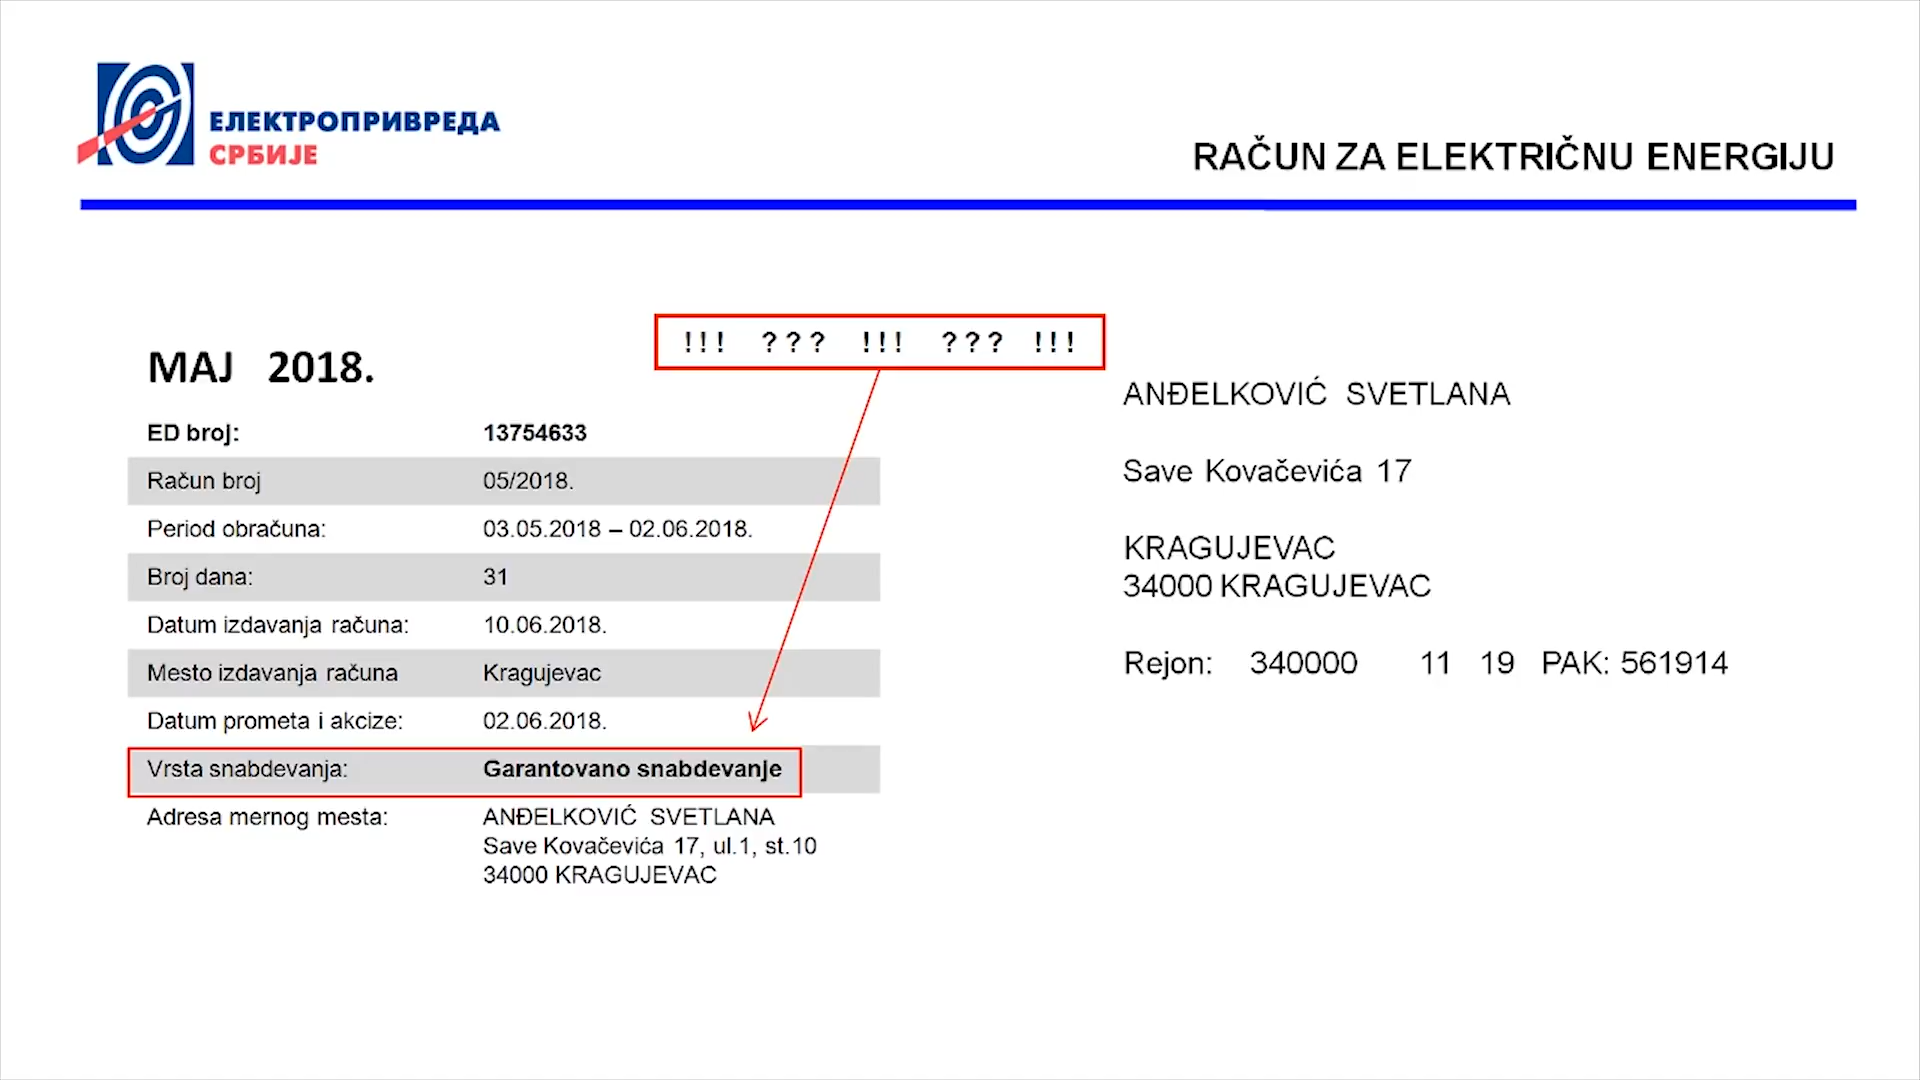 ЕЛЕКТРОПРИВРЕДА
СРБИЈЕ
RAČUN ZA ELEKTRIČNU ENERGIJU
!!! ??? !!! ??? !!!
MAJ 2018.
ED broj: 13754633
Račun broj 05/2018.
Period obračuna: 03.05.2018 – 02.06.2018.
Broj dana: 31
Datum izdavanja računa: 10.06.2018.
Mesto izdavanja računa Kragujevac
Datum prometa i akcize: 02.06.2018.
Vrsta snabdevanja: Garantovano snabdevanje
Adresa mernog mesta: ANĐELKOVIĆ SVETLANA
Save Kovačevića 17, ul.1, st.10
34000 KRAGUJEVAC
ANĐELKOVIĆ SVETLANA
Save Kovačevića 17
KRAGUJEVAC
34000 KRAGUJEVAC
Rejon: 340000 11 19 PAK: 561914